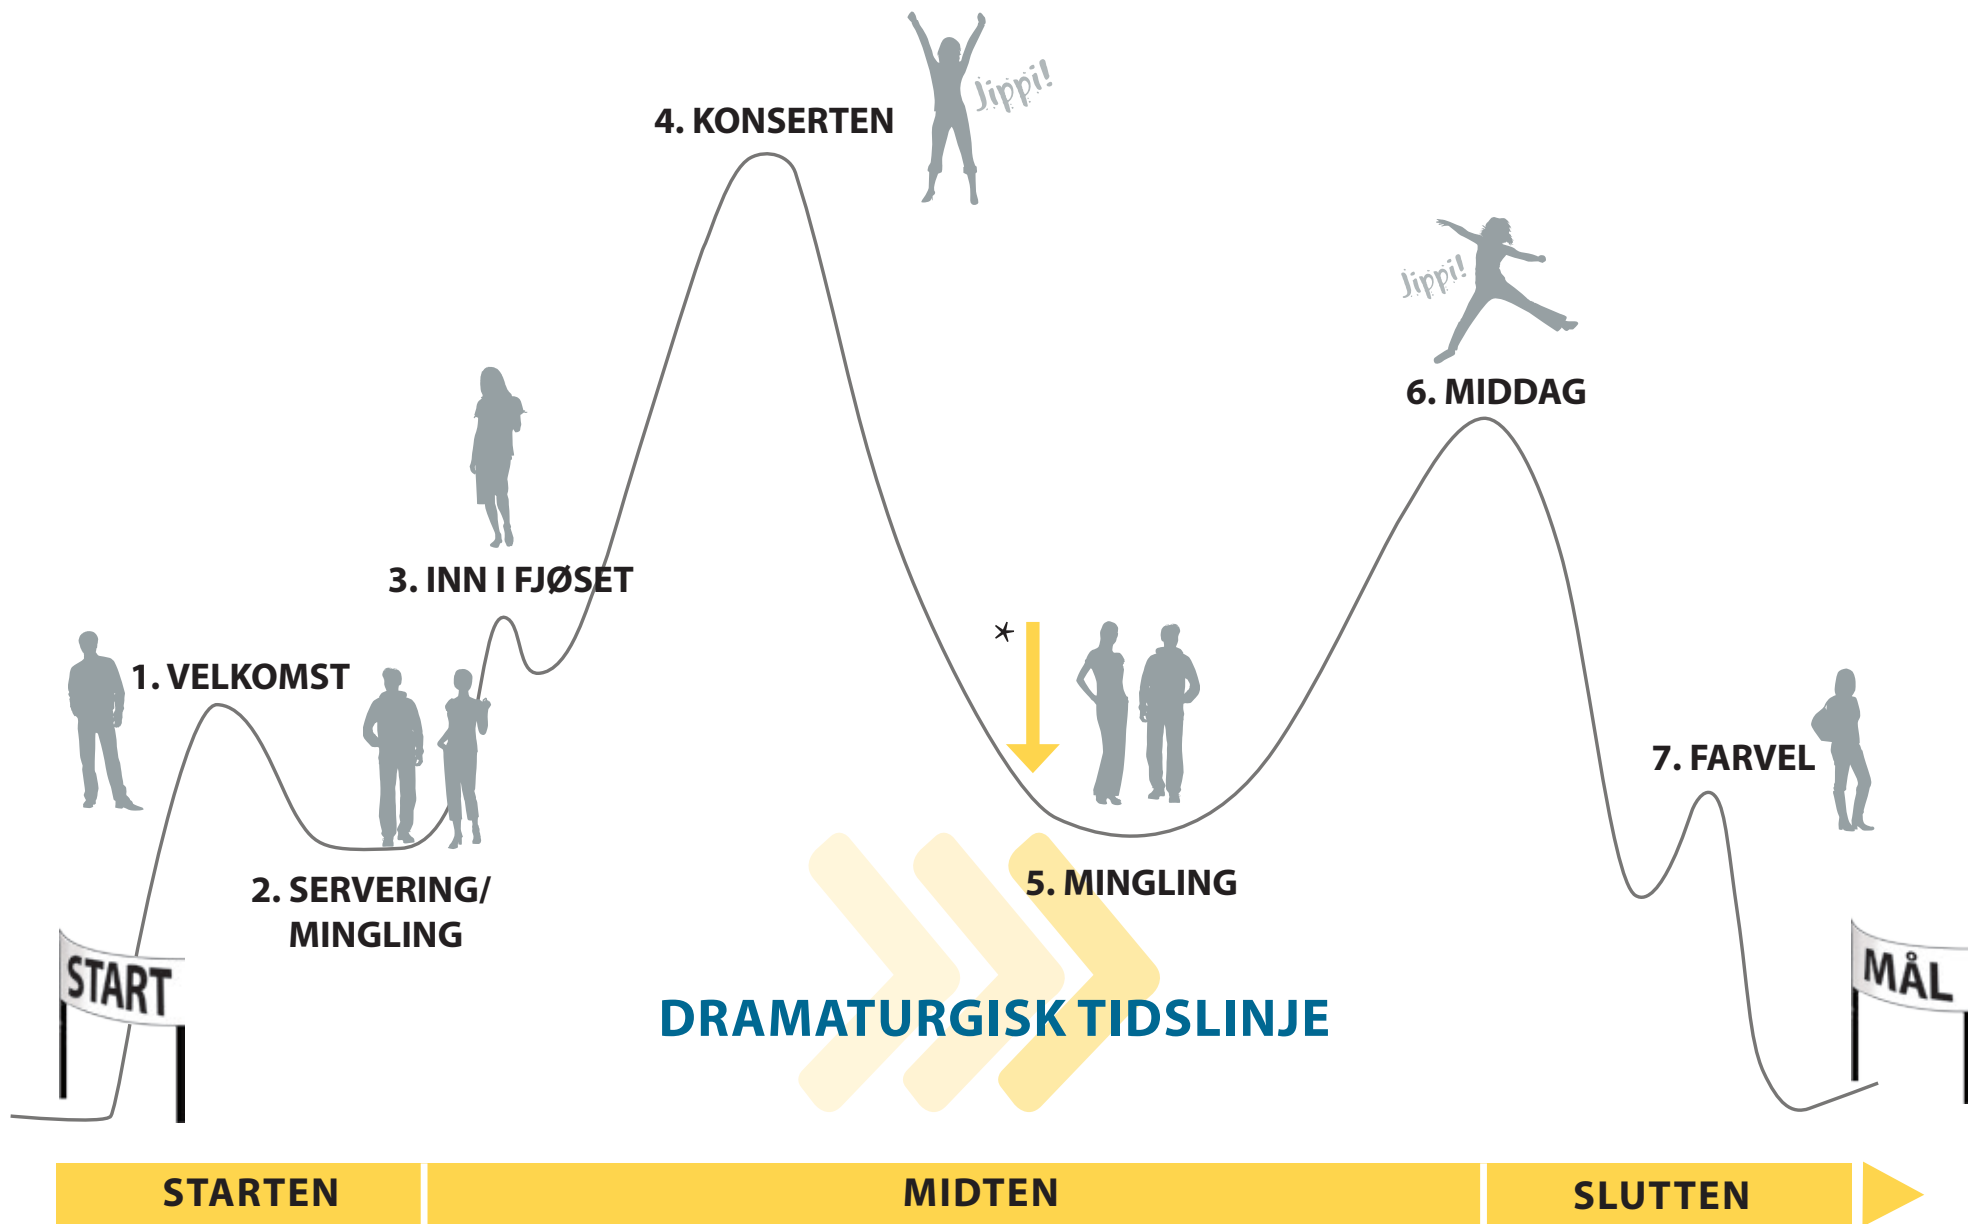 Jippi!
4. KONSERTEN
Jippi!
6. MIDDAG
3. INN I FJØSET
*
1. VELKOMST
7. FARVEL
2. SERVERING/
MINGLING
5. MINGLING
START
MÅL
DRAMATURGISK TIDSLINJE
STARTEN
MIDTEN
SLUTTEN